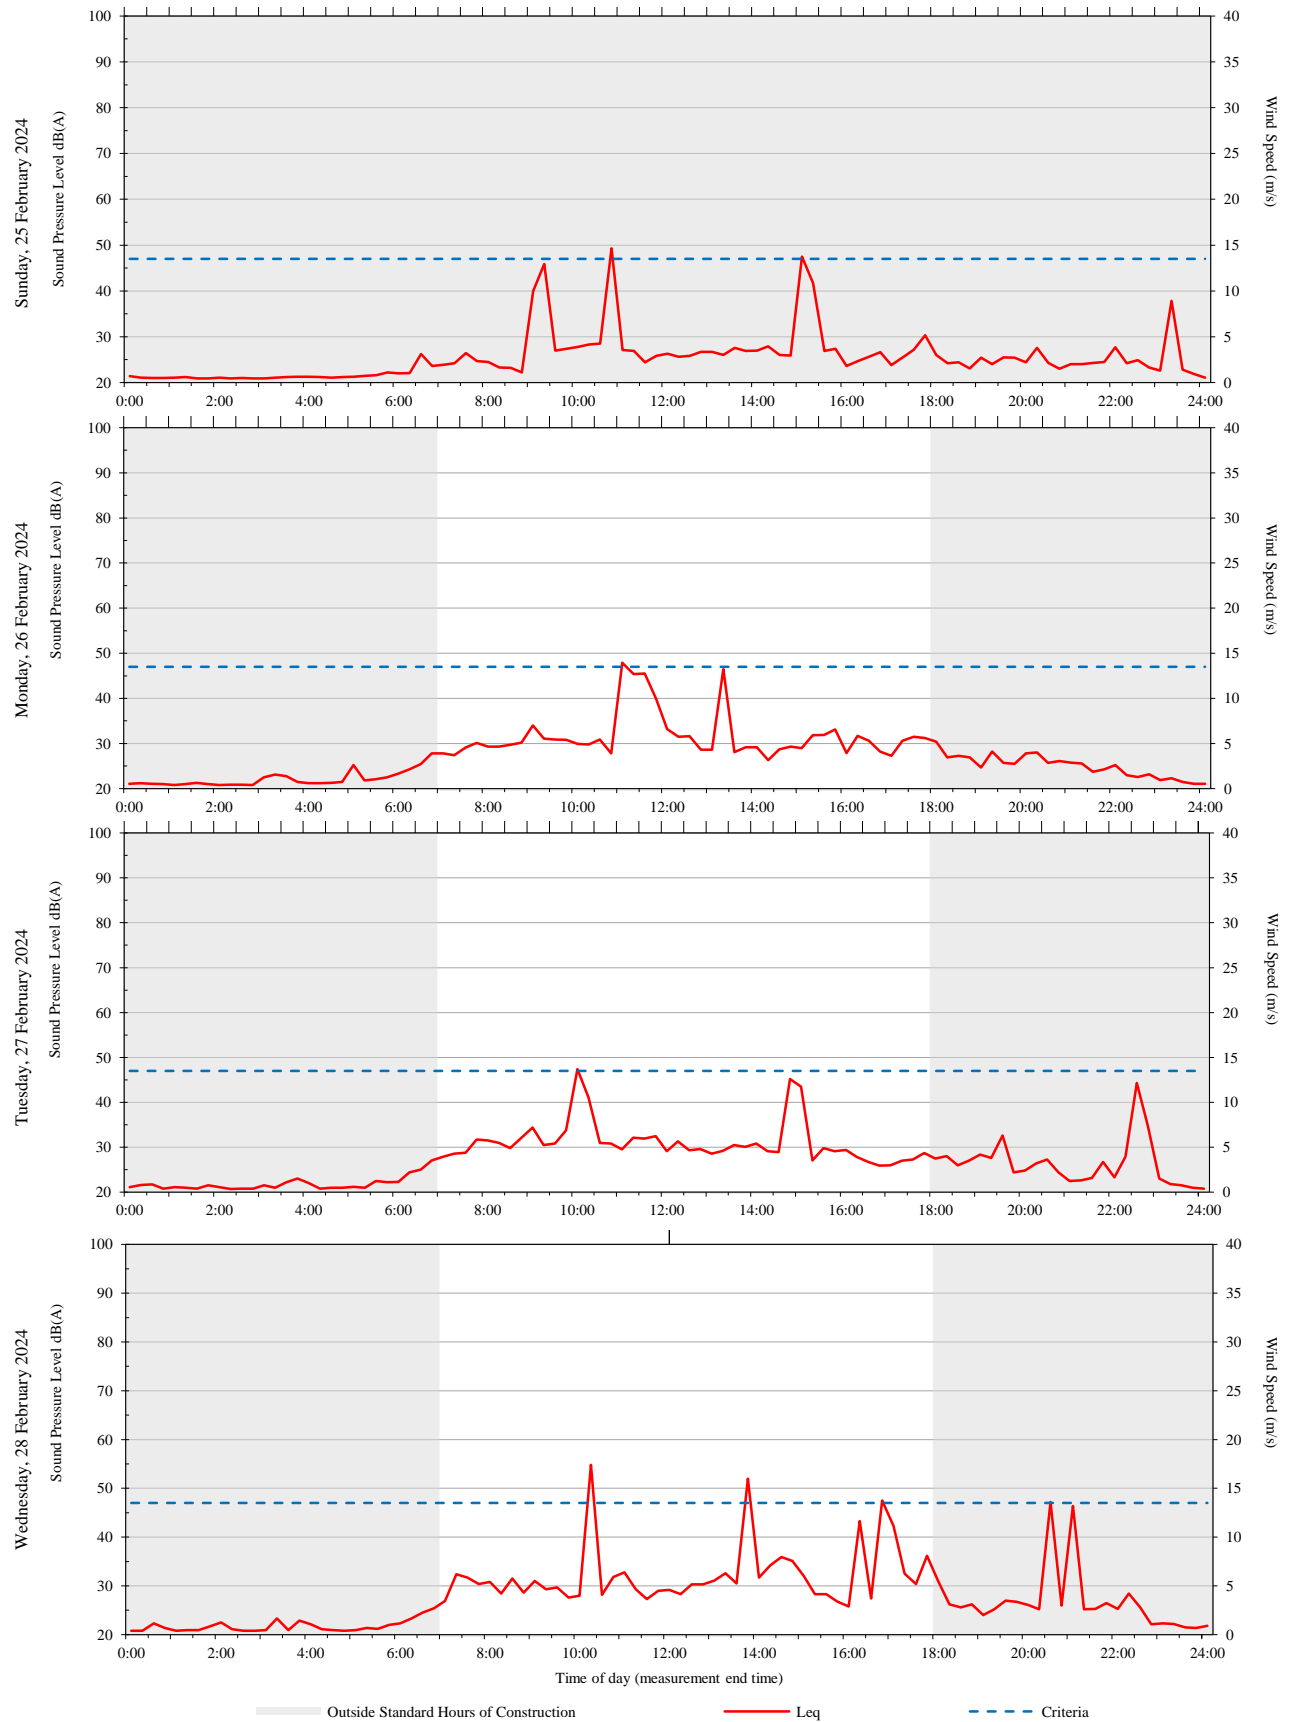 Sunday, 25 February 2024
Sound Pressure Level dB(A)
100 90 80 70 60 50 40 30 20
40 35 30 25 20 15 10 5 0
Wind Speed (m/s)
0:00 2:00 4:00 6:00 8:00 10:00 12:00 14:00 16:00 18:00 20:00 22:00 24:00
Monday, 26 February 2024
Sound Pressure Level dB(A)
100 90 80 70 60 50 40 30 20
40 35 30 25 20 15 10 5 0
Wind Speed (m/s)
0:00 2:00 4:00 6:00 8:00 10:00 12:00 14:00 16:00 18:00 20:00 22:00 24:00
Tuesday, 27 February 2024
Sound Pressure Level dB(A)
100 90 80 70 60 50 40 30 20
40 35 30 25 20 15 10 5 0
Wind Speed (m/s)
0:00 2:00 4:00 6:00 8:00 10:00 12:00 14:00 16:00 18:00 20:00 22:00 24:00
Wednesday, 28 February 2024
Sound Pressure Level dB(A)
100 90 80 70 60 50 40 30 20
40 35 30 25 20 15 10 5 0
Wind Speed (m/s)
0:00 2:00 4:00 6:00 8:00 10:00 12:00 14:00 16:00 18:00 20:00 22:00 24:00
Time of day (measurement end time)
Outside Standard Hours of Construction Leq Criteria